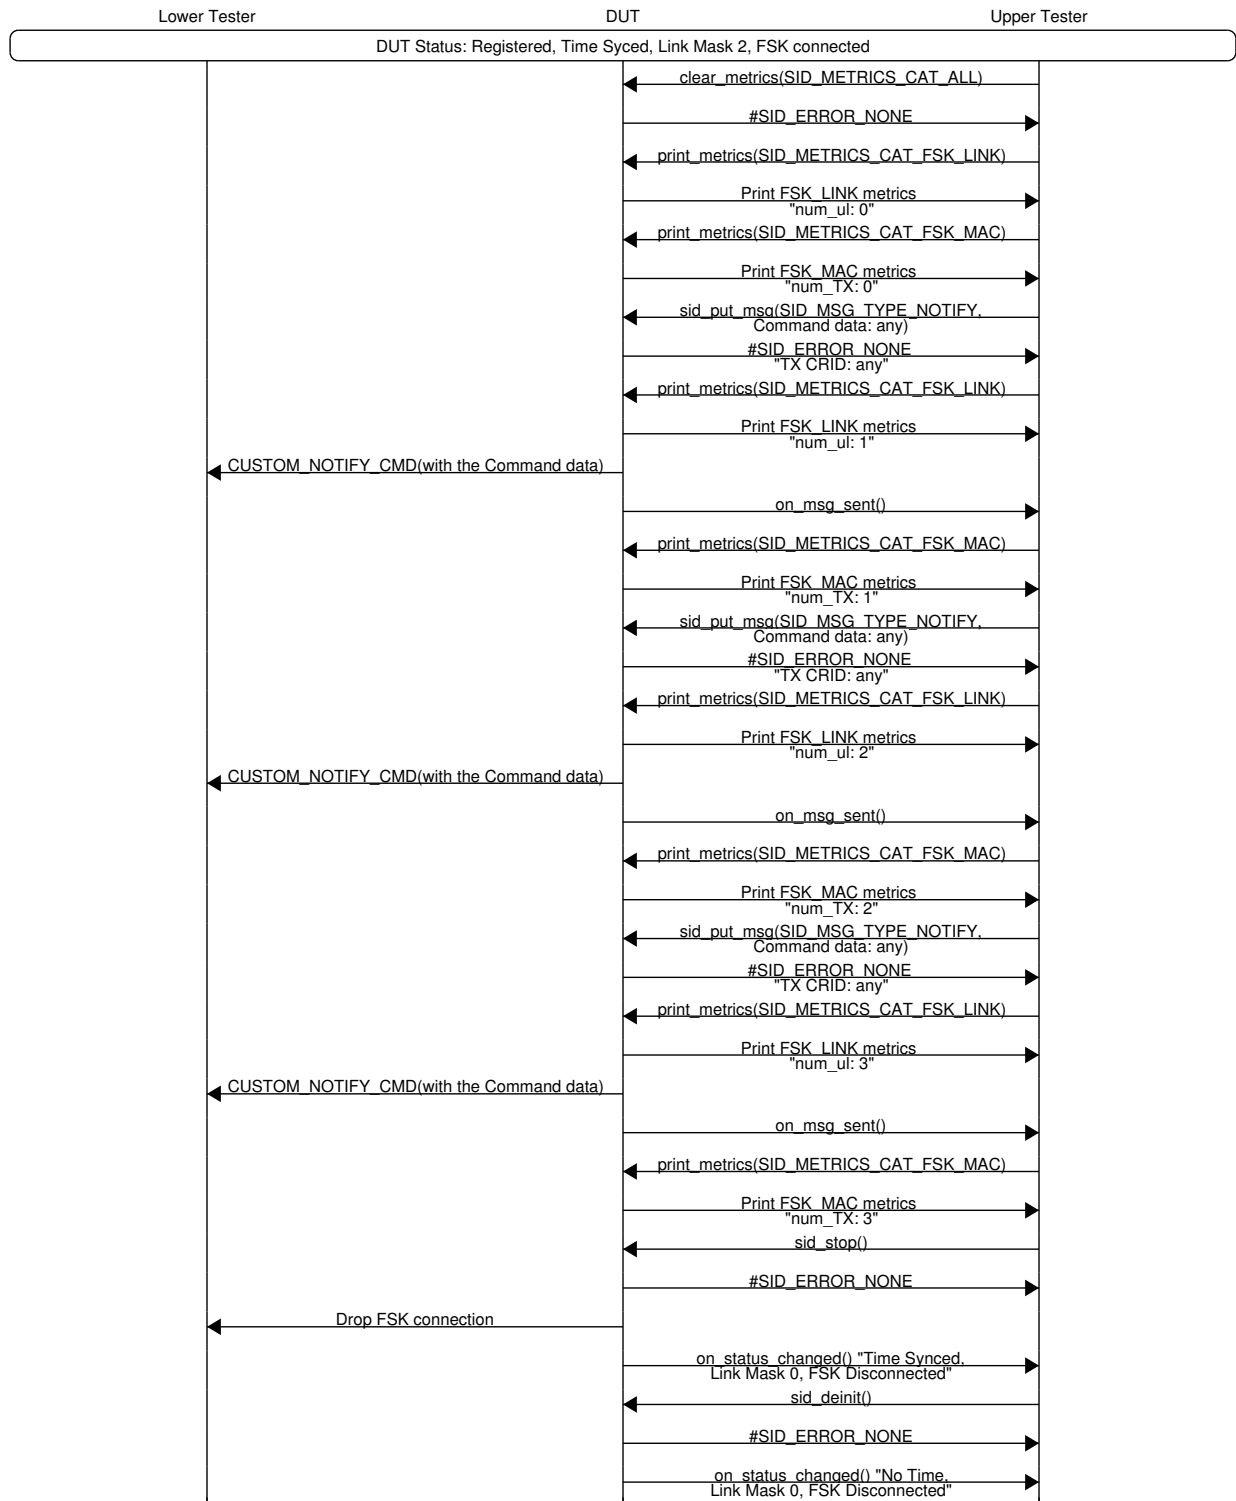 Lower Tester DUT Upper Tester
DUT Status: Registered, Time Syced, Link Mask 2, FSK connected
clear_metrics(SID_METRICS_CAT_ALL)
#SID_ERROR_NONE
print_metrics(SID_METRICS_CAT_FSK_LINK)
Print FSK_LINK metrics
"num_ul: 0"
print_metrics(SID_METRICS_CAT_FSK_MAC)
Print FSK_MAC metrics
"num_TX: 0"
sid_put_msg(SID_MSG_TYPE_NOTIFY,
Command data: any)
#SID_ERROR_NONE
"TX CRID: any"
print_metrics(SID_METRICS_CAT_FSK_LINK)
Print FSK_LINK metrics
"num_ul: 1"
CUSTOM_NOTIFY_CMD(with the Command data)
on_msg_sent()
print_metrics(SID_METRICS_CAT_FSK_MAC)
Print FSK_MAC metrics
"num_TX: 1"
sid_put_msg(SID_MSG_TYPE_NOTIFY,
Command data: any)
#SID_ERROR_NONE
"TX CRID: any"
print_metrics(SID_METRICS_CAT_FSK_LINK)
Print FSK_LINK metrics
"num_ul: 2"
CUSTOM_NOTIFY_CMD(with the Command data)
on_msg_sent()
print_metrics(SID_METRICS_CAT_FSK_MAC)
Print FSK_MAC metrics
"num_TX: 2"
sid_put_msg(SID_MSG_TYPE_NOTIFY,
Command data: any)
#SID_ERROR_NONE
"TX CRID: any"
print_metrics(SID_METRICS_CAT_FSK_LINK)
Print FSK_LINK metrics
"num_ul: 3"
CUSTOM_NOTIFY_CMD(with the Command data)
on_msg_sent()
print_metrics(SID_METRICS_CAT_FSK_MAC)
Print FSK_MAC metrics
"num_TX: 3"
sid_stop()
#SID_ERROR_NONE
Drop FSK connection
on_status_changed() "Time Synced,
Link Mask 0, FSK Disconnected"
sid_deinit()
#SID_ERROR_NONE
on_status_changed() "No Time,
Link Mask 0, FSK Disconnected"